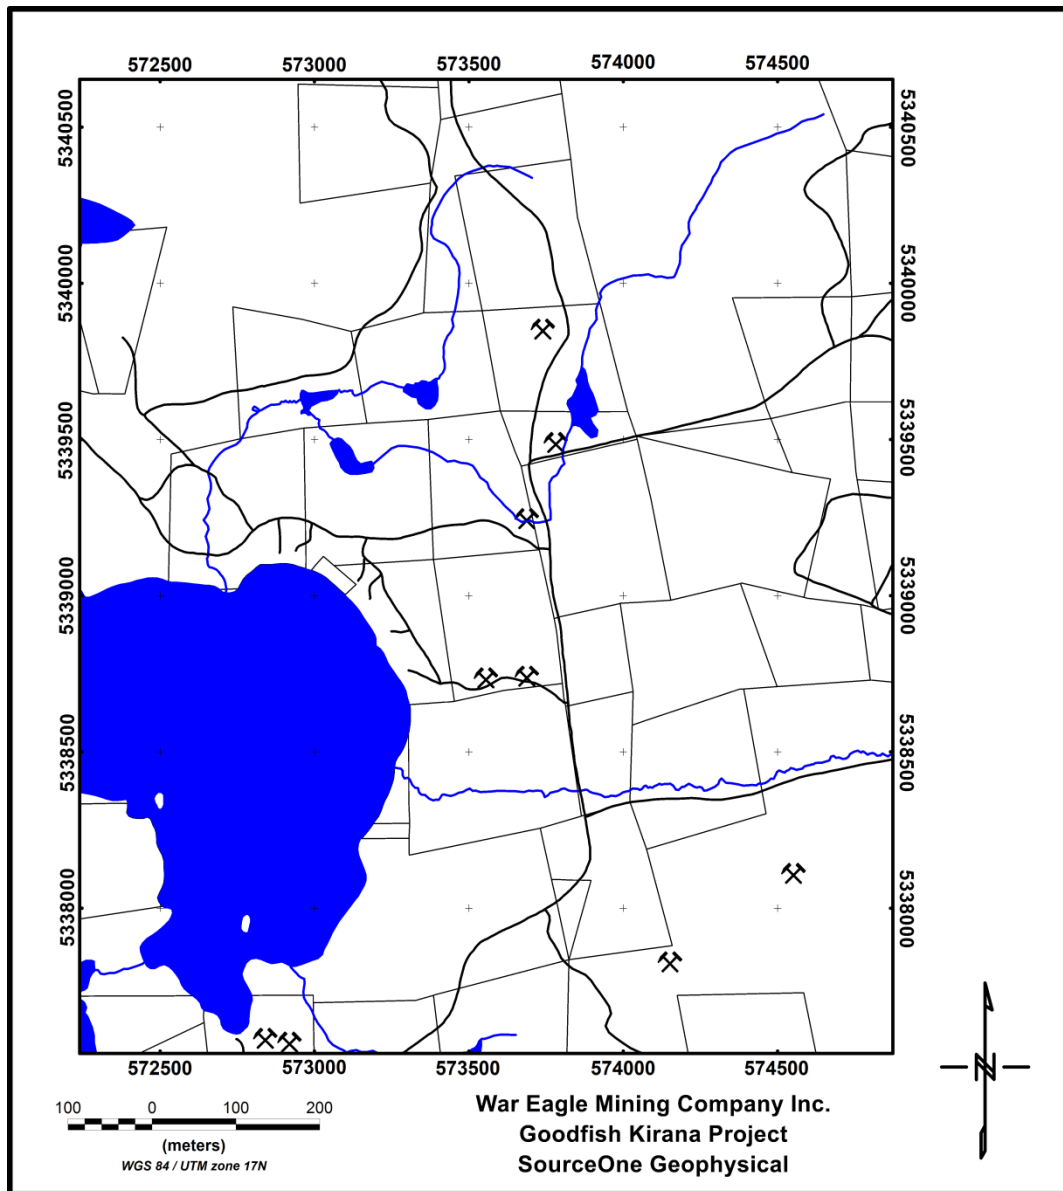 572500 573000 573500 574000 574500
5340500 5340500
5340000 5340000
5339500 5339500
5339000 5339000
5338500 5338500
5338000 5338000
572500 573000 573500 574000 574500
100 0 100 200
(meters)
WGS 84 / UTM zone 17N
War Eagle Mining Company Inc.
Goodfish Kirana Project
SourceOne Geophysical
N